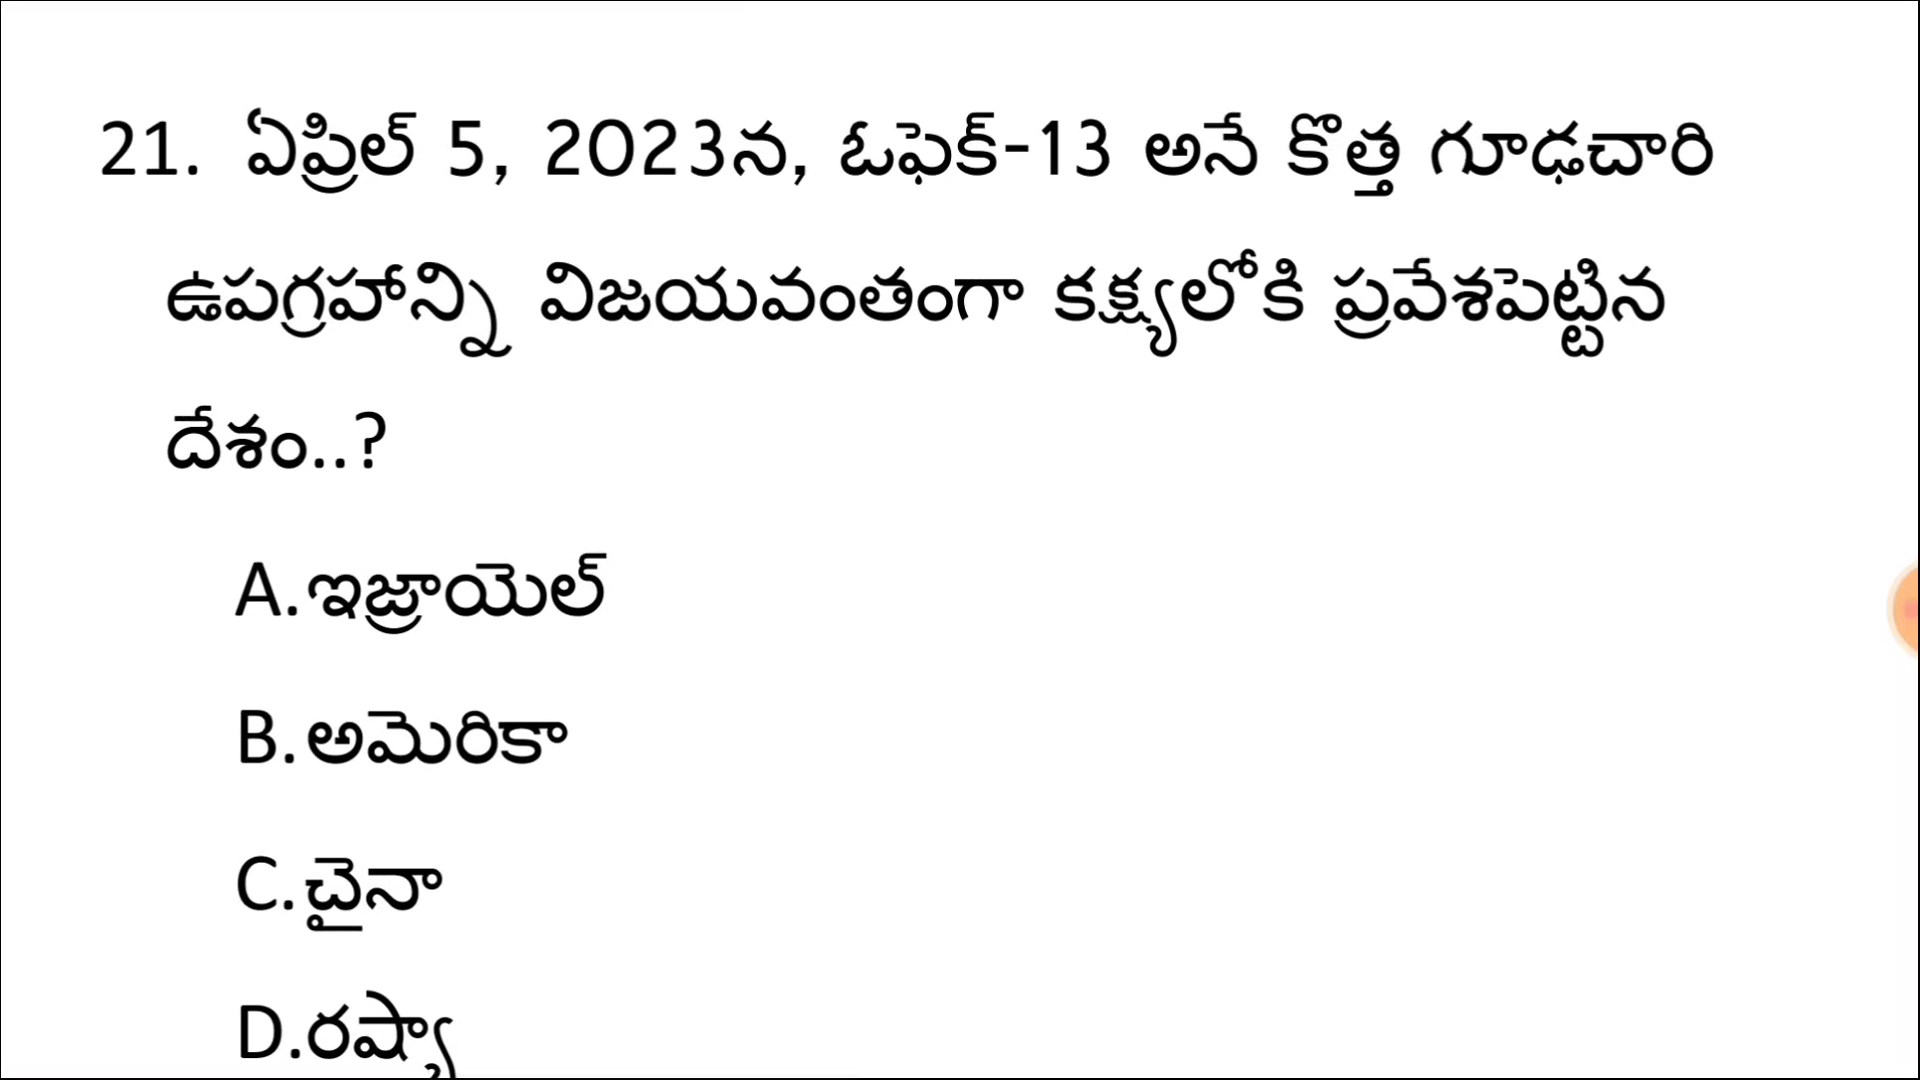 21. ఏప్రిల్ 5, 2023న, ఓఫెక్-13 అనే కొత్త గూఢచారి
ఉపగ్రహాన్ని విజయవంతంగా కక్ష్యలోకి ప్రవేశపెట్టిన
దేశం..?
A.ఇజ్రాయెల్
B.అమెరికా
C.చైనా
D.రష్యా